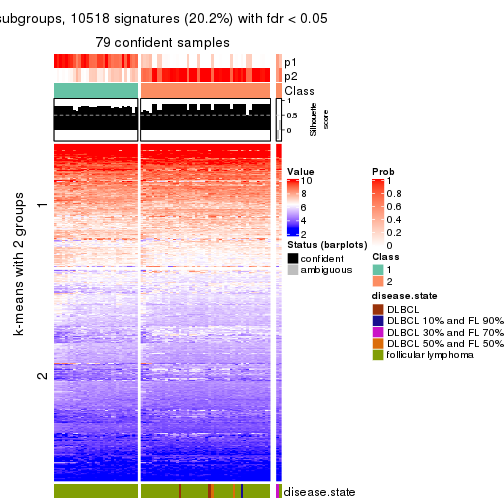 subgroups, 10518 signatures (20.2%) with fdr < 0.05
79 confident samples
p1
p2
Class
1
0.5
0
Silhouette
score
k-means with 2 groups
1
2
Value
10
8
6
4
2
Status (barplots)
confident
ambiguous
Prob
1
0.8
0.6
0.4
0.2
0
Class
1
2
disease.state
DLBCL
DLBCL 10% and FL 90%
DLBCL 30% and FL 70%
DLBCL 50% and FL 50%
follicular lymphoma
disease.state